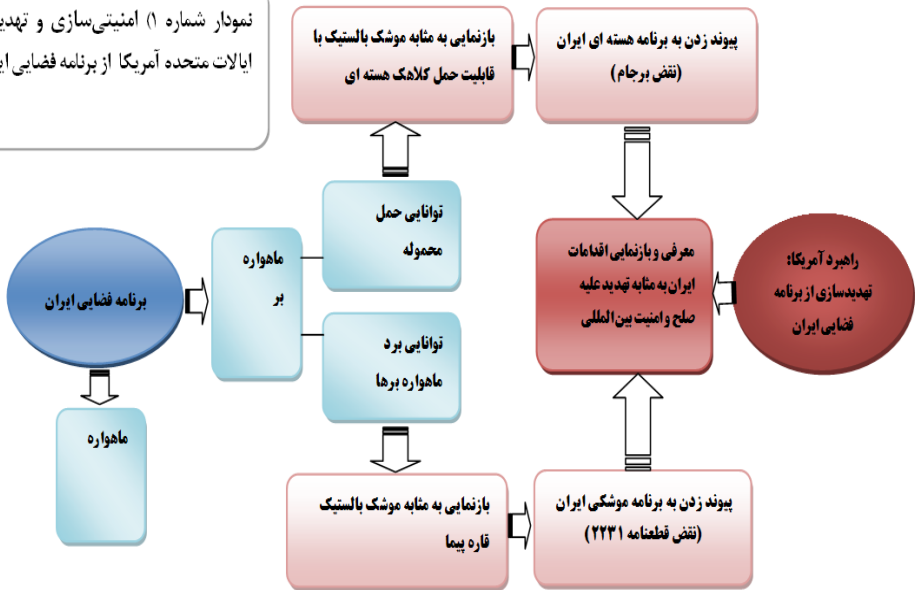 نمودار شماره ۱) امنیتی‌سازی و
ایالات متحده آمریکا از برنامه فضایی
بازنمایی به مثابه موشک بالستیک با
قابلیت حمل کلاهک هسته ای
پیوند زدن به برنامه هسته ای ایران
(نقض برجام)
توانایی حمل
محموله
ماهواره
بر
برنامه فضایی ایران
معرفی و بازنمایی اقدامات
ایران به مثابه تهدید علیه
صلح و امنیت بین المللی
راهبرد آمریکا:
تهدیدسازی از برنامه
فضایی ایران
توانایی برد
ماهواره برها
ماهواره
بازنمایی به مثابه موشک بالستیک
قاره پیما
پیوند زدن به برنامه موشکی ایران
(نقض قطعنامه ۲۲۳۱)